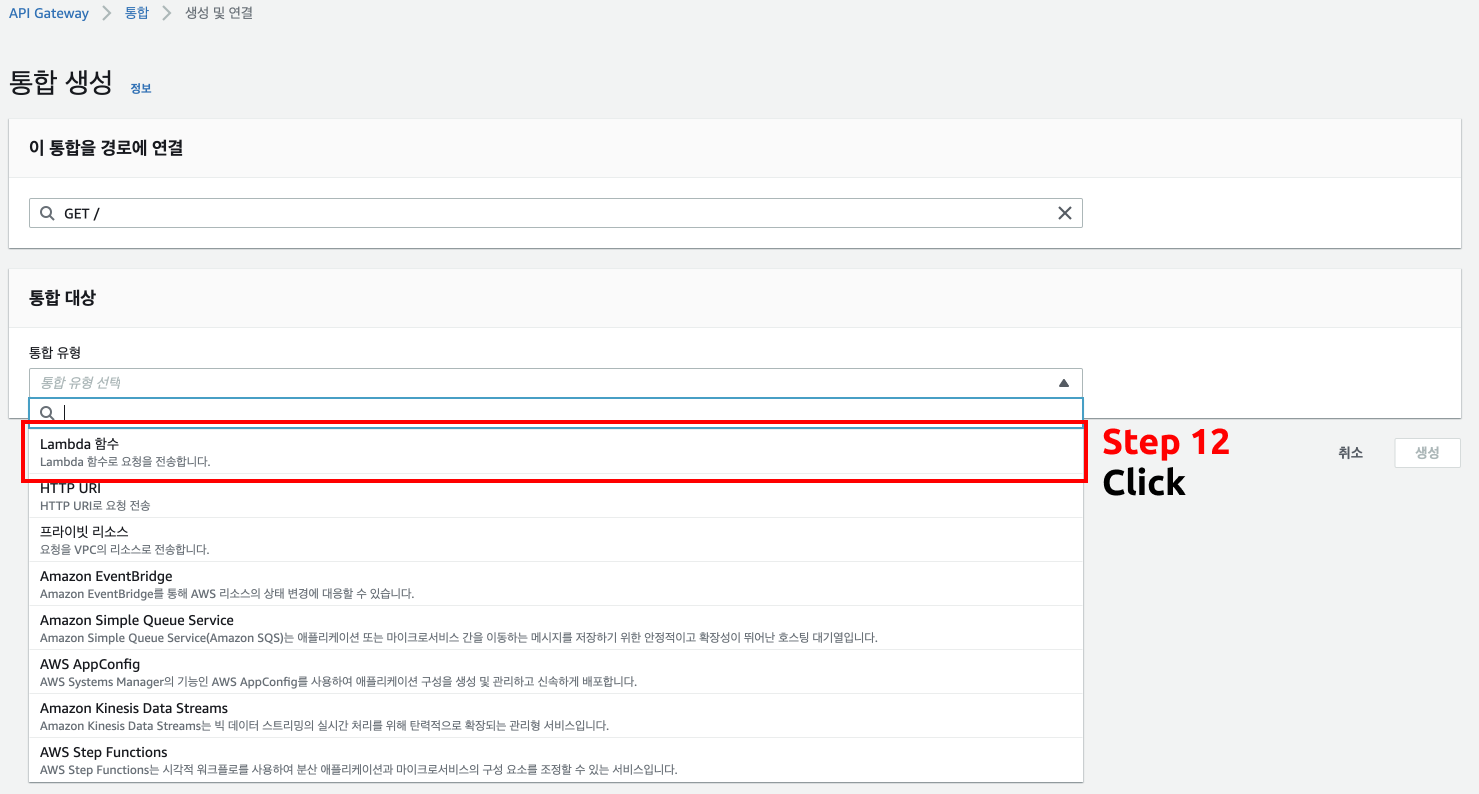 API Gateway > 통합 > 생성 및 연결
통합 생성 정보
이 통합을 경로에 연결
GET /
통합 대상
통합 유형
통합 유형 선택
Lambda 함수
Lambda 함수로 요청을 전송합니다.
Step 12
Click
취소
생성
HTTP URI
HTTP URI로 요청 전송
프라이빗 리소스
요청을 VPC의 리소스로 전송합니다.
Amazon EventBridge
Amazon EventBridge를 통해 AWS 리소스의 상태 변경에 대응할 수 있습니다.
Amazon Simple Queue Service
Amazon Simple Queue Service(Amazon SQS)는 애플리케이션 또는 마이크로서비스 간을 이동하는 메시지를 저장하기 위한 안정적이고 확장성이 뛰어난 호스팅 대기열입니다.
AWS AppConfig
AWS Systems Manager의 기능인 AWS AppConfig를 사용하여 애플리케이션 구성을 생성 및 관리하고 신속하게 배포합니다.
Amazon Kinesis Data Streams
Amazon Kinesis Data Streams는 빅 데이터 스트리밍의 실시간 처리를 위해 탄력적으로 확장되는 관리형 서비스입니다.
AWS Step Functions
AWS Step Functions는 시각적 워크플로를 사용하여 분산 애플리케이션과 마이크로서비스의 구성 요소를 조정할 수 있는 서비스입니다.